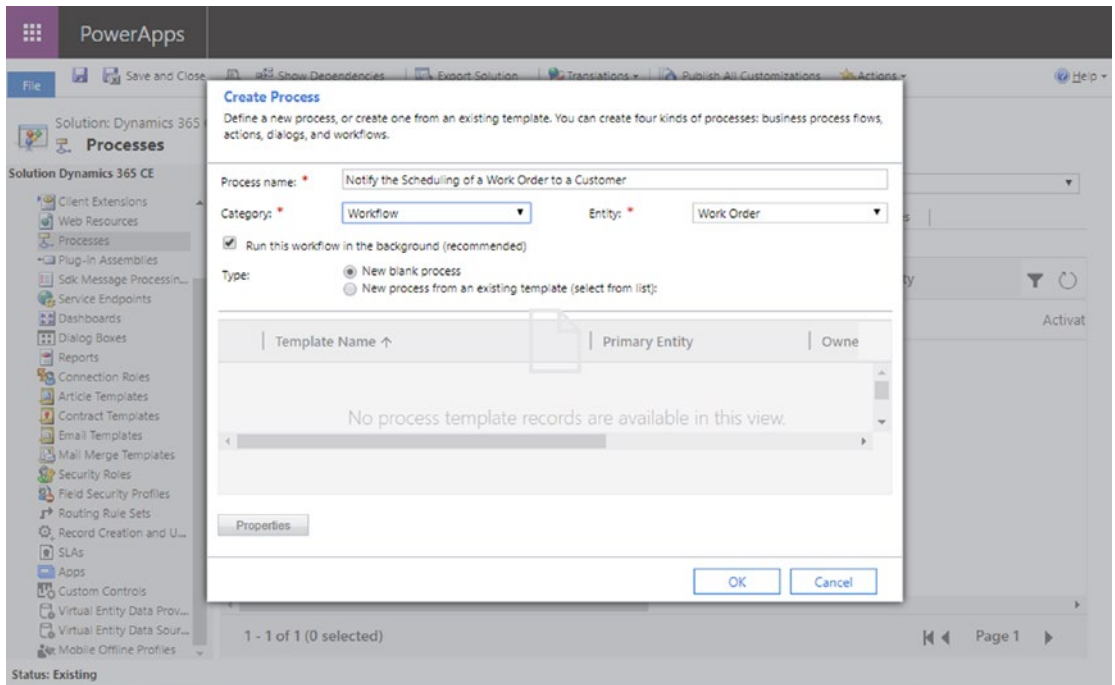 PowerApps
File
Save and Close
Show Dependencies
Export Solution
Translations
Publish All Customizations
Actions
Help
Solution: Dynamics 365
Processes
Solution Dynamics 365 CE
Client Extensions
Web Resources
Processes
Plug-in Assemblies
Sdk Message Processin...
Service Endpoints
Dashboards
Dialog Boxes
Reports
Connection Roles
Article Templates
Contract Templates
Email Templates
Mail Merge Templates
Security Roles
Field Security Profiles
Routing Rule Sets
Record Creation and U...
SLAs
Apps
Custom Controls
Virtual Entity Data Prov...
Virtual Entity Data Sour...
Mobile Offline Profiles
Status: Existing
Create Process
Define a new process, or create one from an existing template. You can create four kinds of processes: business process flows,
actions, dialogs, and workflows.
Process name: * Notify the Scheduling of a Work Order to a Customer
Category: * Workflow Entity: * Work Order
Run this workflow in the background (recommended)
Type: New blank process
New process from an existing template (select from list):
Template Name ↑ Primary Entity Owne
No process template records are available in this view.
Properties
OK Cancel
Activat
1 - 1 of 1 (0 selected) Page 1